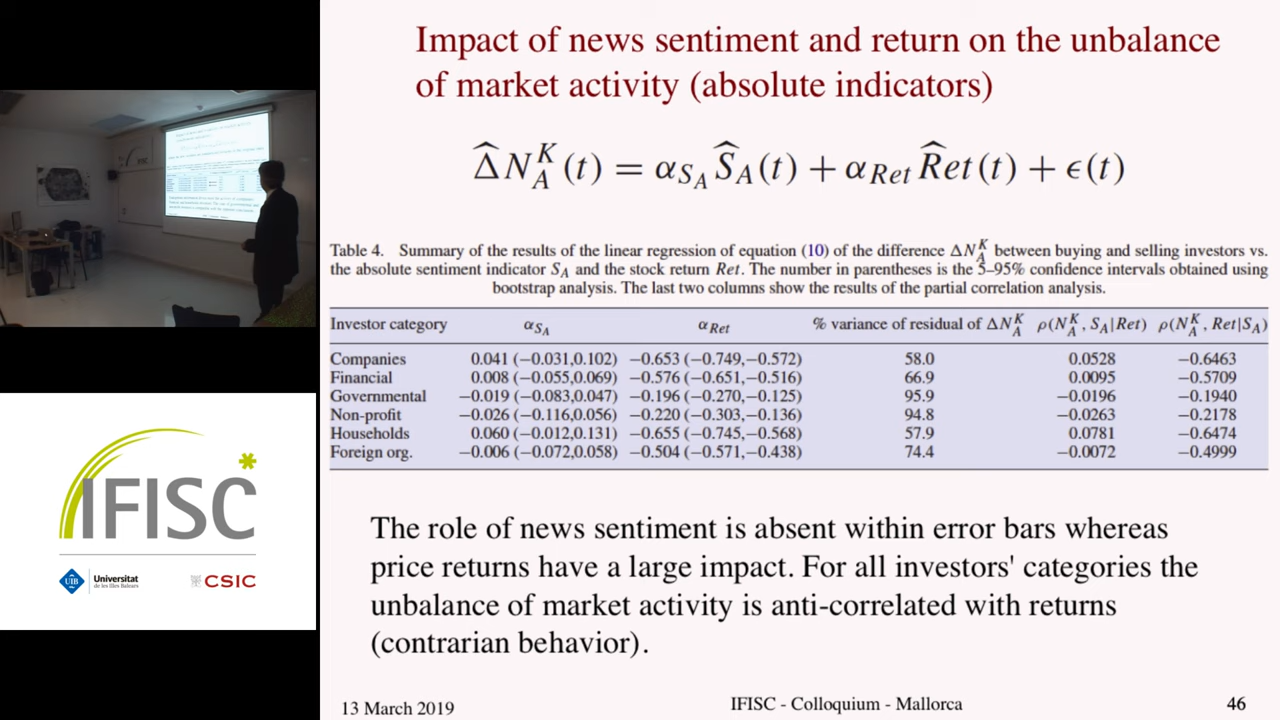 Impact of news sentiment and return on the unbalance
of market activity (absolute indicators)
Δ̂N_A^K(t) = α_{S_A} Ŝ_A(t) + α_{Ret} R̂et(t) + ϵ(t)
Table 4. Summary of the results of the linear regression of equation (10) of the difference ΔN_A^K between buying and selling investors vs.
the absolute sentiment indicator S_A and the stock return Ret. The number in parentheses is the 5–95% confidence intervals obtained using
bootstrap analysis. The last two columns show the results of the partial correlation analysis.
Investor category α_{S_A} α_{Ret} % variance of residual of ΔN_A^K ρ(N_A^K, S_A|Ret) ρ(N_A^K, Ret|S_A)
Companies 0.041 (−0.031,0.102) −0.653 (−0.749,−0.572) 58.0 0.0528 −0.6463
Financial 0.008 (−0.055,0.069) −0.576 (−0.651,−0.516) 66.9 0.0095 −0.5709
Governmental −0.019 (−0.083,0.047) −0.196 (−0.270,−0.125) 95.9 −0.0196 −0.1940
Non-profit −0.026 (−0.116,0.056) −0.220 (−0.303,−0.136) 94.8 −0.0263 −0.2178
Households 0.060 (−0.012,0.131) −0.655 (−0.745,−0.568) 57.9 0.0781 −0.6474
Foreign org. −0.006 (−0.072,0.058) −0.504 (−0.571,−0.438) 74.4 −0.0072 −0.4999
The role of news sentiment is absent within error bars whereas
price returns have a large impact. For all investors' categories the
unbalance of market activity is anti-correlated with returns
(contrarian behavior).
13 March 2019
IFISC - Colloquium - Mallorca
46
IFISC
UIB
Universitat
de les Illes Balears
CSIC